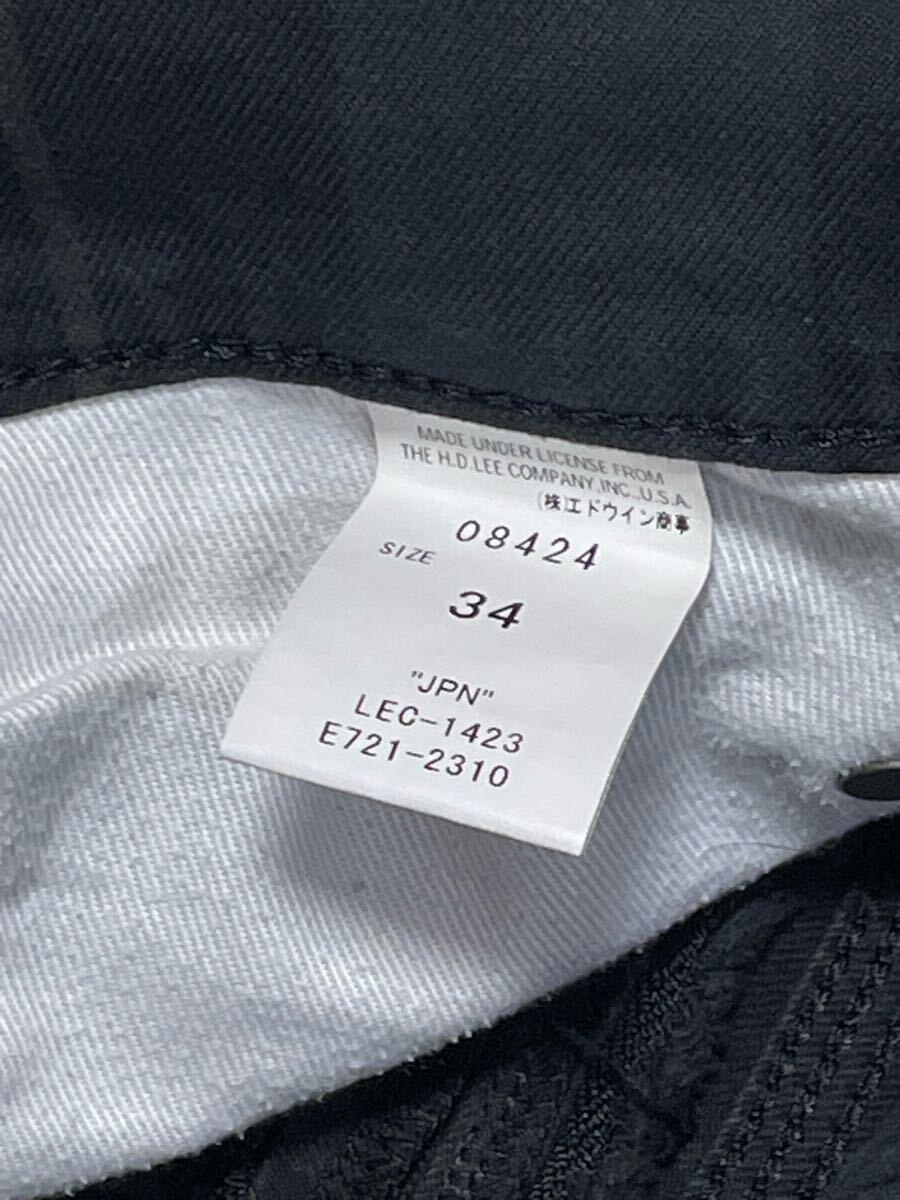 MADE UNDER LICENSE FROM
THE H.D.LEE COMPANY,INC.,U.S.A.
(株江ドウイン商事
08424
SIZE
34
"JPN"
LEC-1423
E721-2310